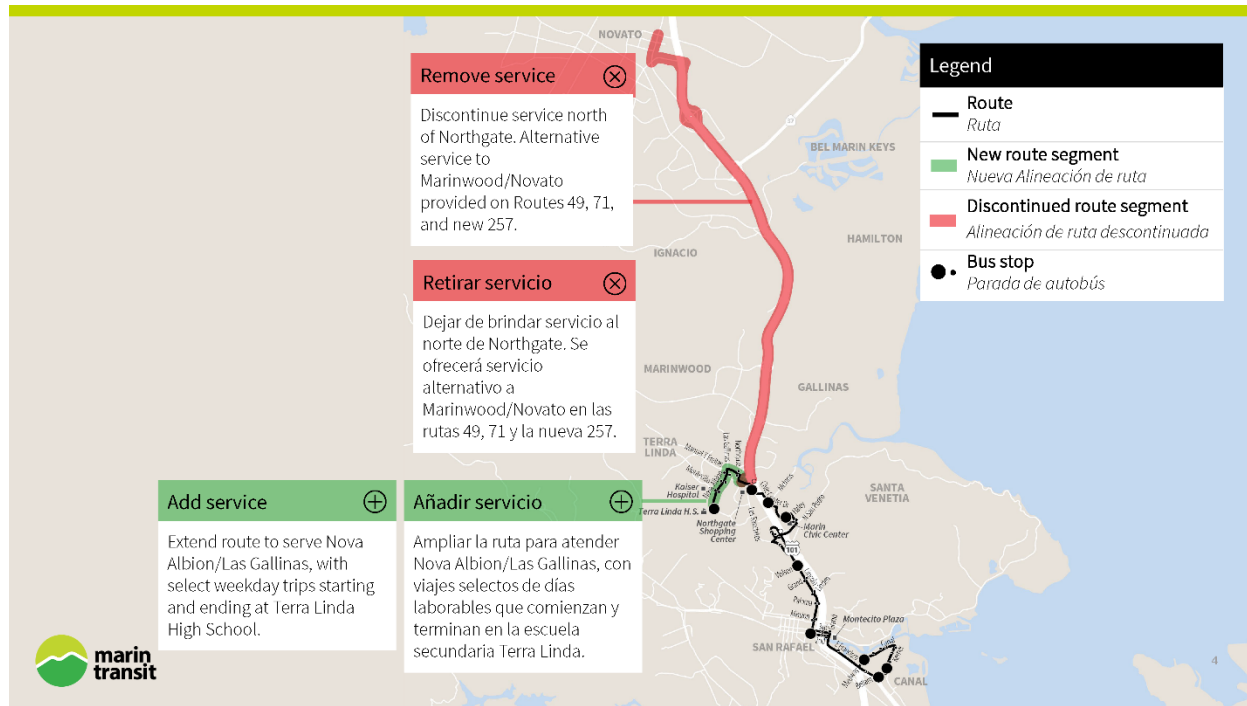 NOVATO
Remove service
Discontinue service north
of Northgate. Alternative
service to
Marinwood/Novato
provided on Routes 49, 71,
and new 257.
Retirar servicio
Dejar de brindar servicio al
norte de Northgate. Se
ofrecerá servicio
alternativo a
Marinwood/Novato en las
rutas 49, 71 y la nueva 257.
Add service
Extend route to serve Nova
Albion/Las Gallinas, with
select weekday trips starting
and ending at Terra Linda
High School.
Añadir servicio
Ampliar la ruta para atender
Nova Albion/Las Gallinas, con
viajes selectos de días
laborables que comienzan y
terminan en la escuela
secundaria Terra Linda.
Legend
Route
Ruta
New route segment
Nueva Alineación de ruta
Discontinued route segment
Alineación de ruta descontinuada
Bus stop
Parada de autobús
BEL MARIN KEYS
HAMILTON
IGNACIO
MARINWOOD
GALLINAS
TERRA
LINDA
Kaiser
Hospital
Terra Linda H.S.
Northgate
Shopping
Center
SANTA
VENETIA
Marin
Civic Center
101
Montecito Plaza
SAN RAFAEL
CANAL
marin
transit
4